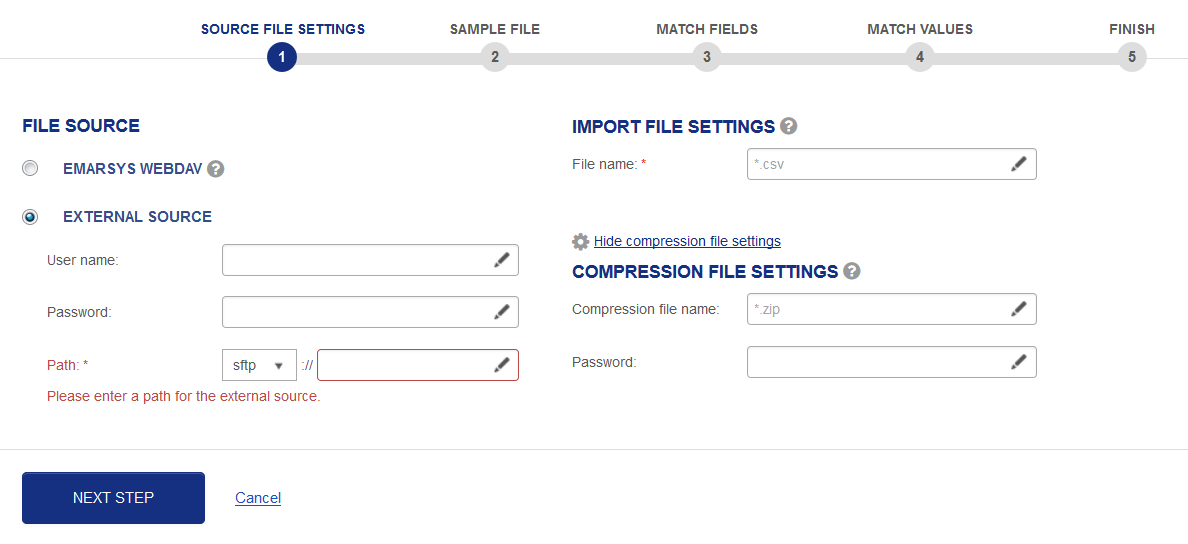 SOURCE FILE SETTINGS SAMPLE FILE MATCH FIELDS MATCH VALUES FINISH
1 2 3 4 5
FILE SOURCE
EMARSYS WEBDAV ?
EXTERNAL SOURCE
User name:
Password:
Path: * sftp ://
Please enter a path for the external source.
IMPORT FILE SETTINGS ?
File name: * *.csv
Hide compression file settings
COMPRESSION FILE SETTINGS ?
Compression file name: *.zip
Password:
NEXT STEP Cancel